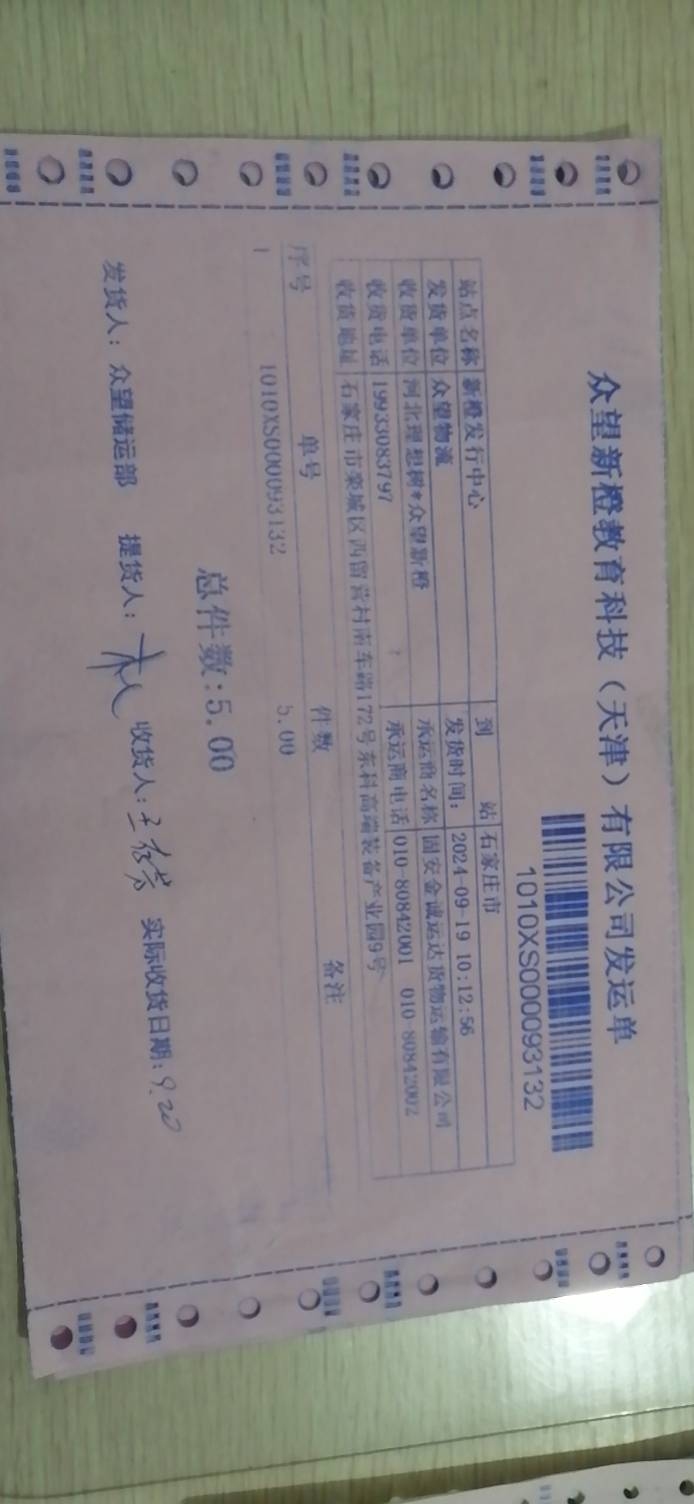 众望新橙教育科技（天津）有限公司发运单
1010XS000093132
站点名称 新橙发行中心 到 站 石家庄市
发货单位 众望物流 发货时间: 2024-09-19 10:12:56
收货单位 河北理想树*众望新橙 承运商名称 固安金诚运达货物运输有限公司
收货电话 19933083797 承运商电话 010-80842001 010-80842002
收货地址 石家庄市栾城区西留营村南车路172号东科高端装备产业园9号
序号 单号 件数 备注
1 1010XS000093132 5.00
总件数:5.00
发货人: 众望储运部 提货人: 收货人: 实际收货日期: 9.20